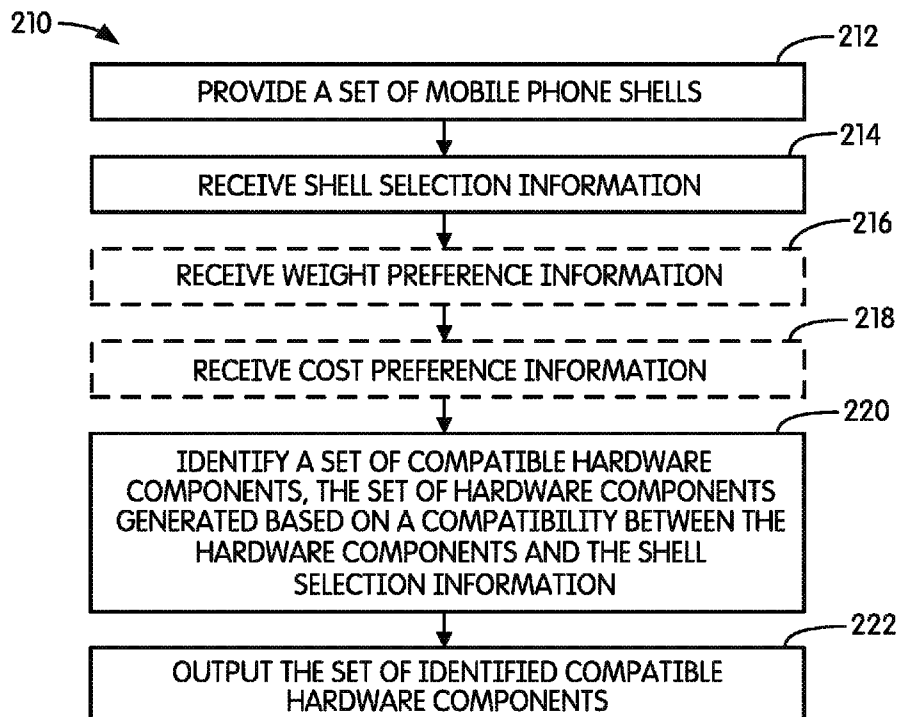 210
212
PROVIDE A SET OF MOBILE PHONE SHELLS
214
RECEIVE SHELL SELECTION INFORMATION
216
RECEIVE WEIGHT PREFERENCE INFORMATION
218
RECEIVE COST PREFERENCE INFORMATION
220
IDENTIFY A SET OF COMPATIBLE HARDWARE
COMPONENTS, THE SET OF HARDWARE COMPONENTS
GENERATED BASED ON A COMPATIBILITY BETWEEN THE
HARDWARE COMPONENTS AND THE SHELL
SELECTION INFORMATION
222
OUTPUT THE SET OF IDENTIFIED COMPATIBLE
HARDWARE COMPONENTS